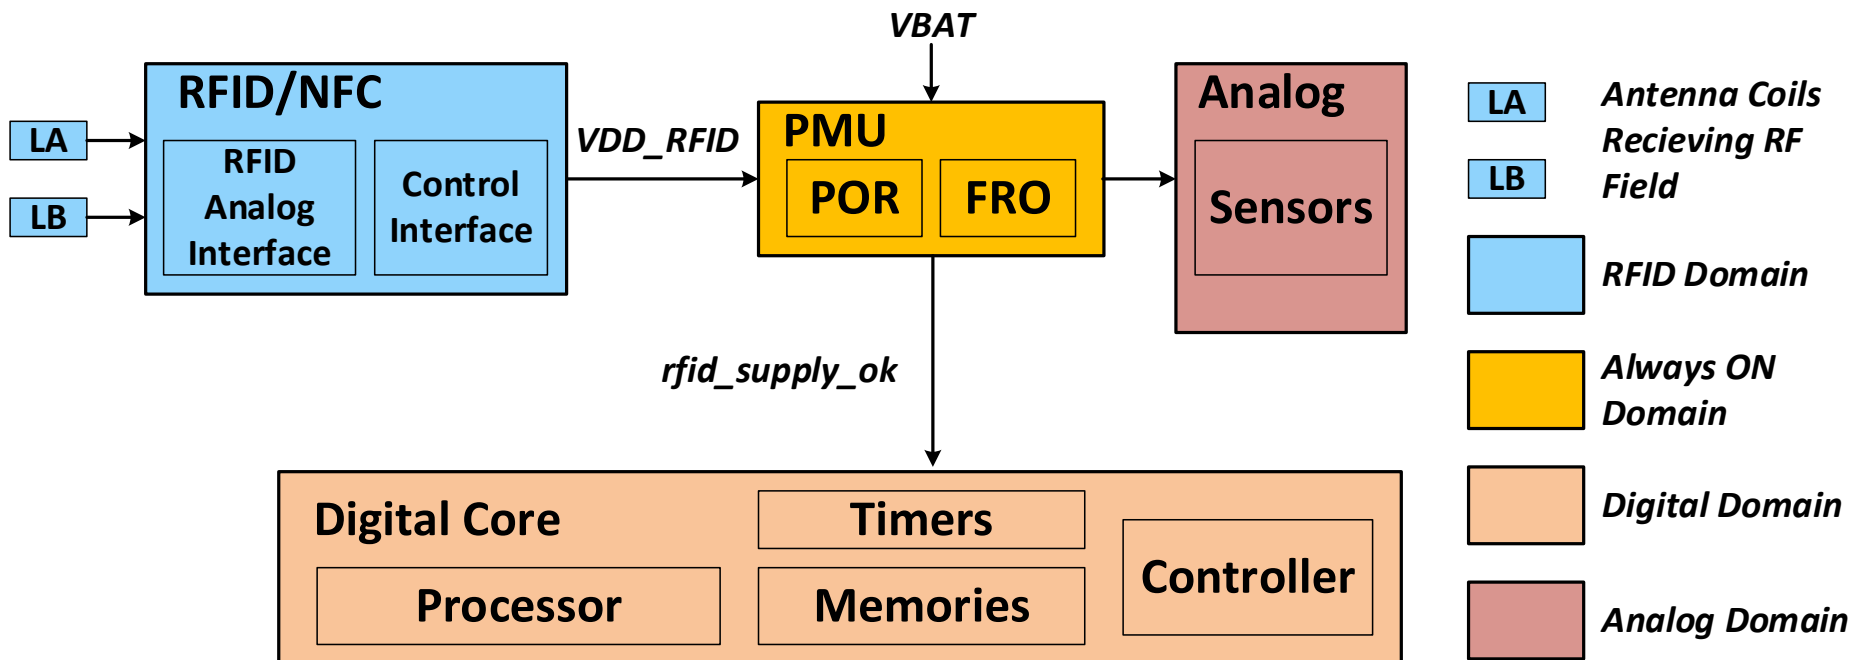 VBAT
RFID/NFC
LA
LB
RFID
Analog
Interface
Control
Interface
VDD_RFID
PMU
POR
FRO
Analog
Sensors
rfid_supply_ok
Digital Core
Timers
Processor
Memories
Controller
LA
LB
Antenna Coils
Recieving RF
Field
RFID Domain
Always ON
Domain
Digital Domain
Analog Domain